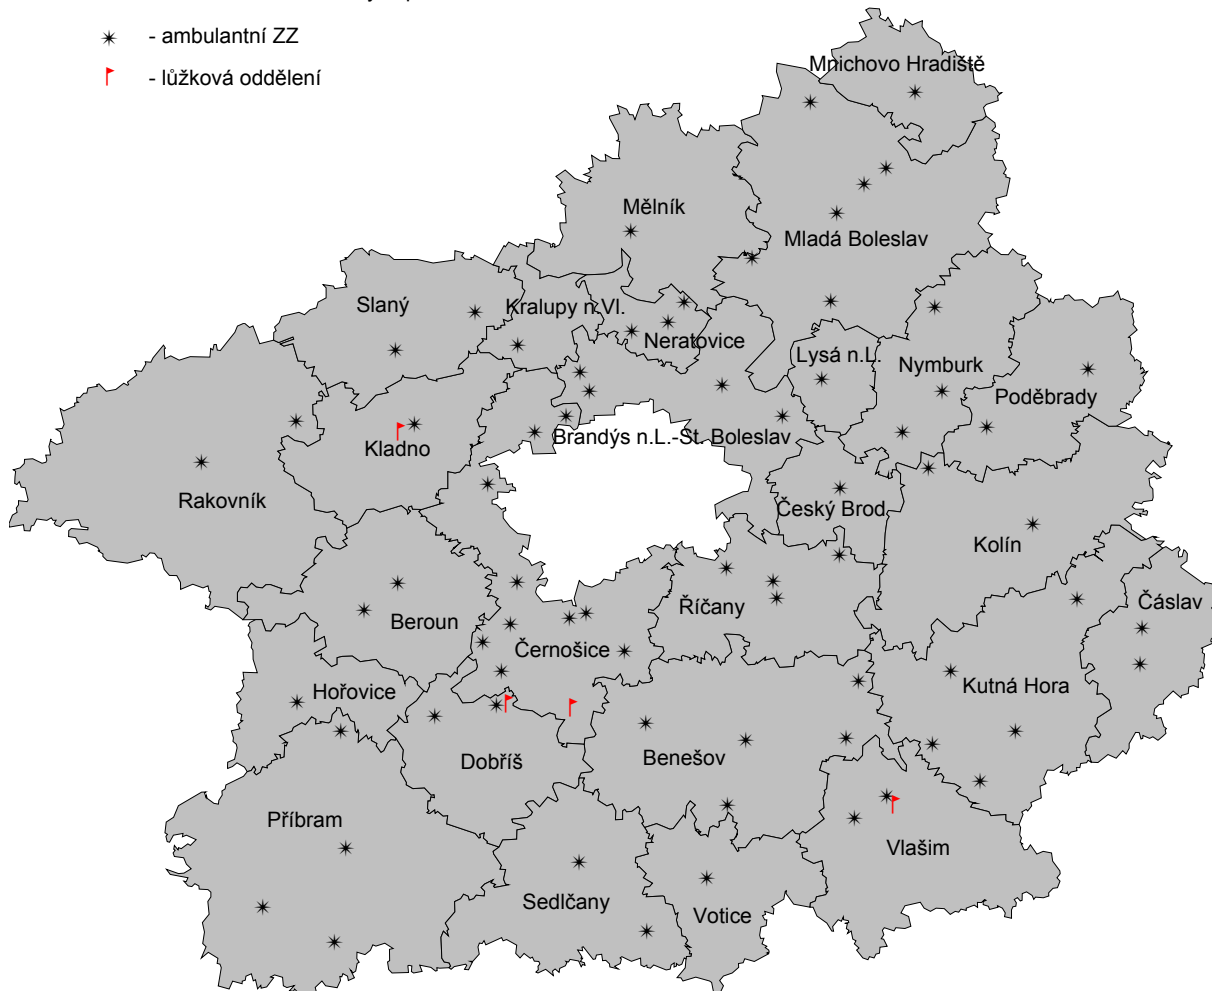 - ambulantní ZZ
- lůžková oddělení
Mnichovo Hradiště
Mělník
Mladá Boleslav
Slaný
Kralupy n.Vl.
Neratovice
Lysá n.L.
Nymburk
Poděbrady
Kladno
Brandýs n.L.-St. Boleslav
Rakovník
Český Brod
Kolín
Beroun
Říčany
Čáslav
Černošice
Hořovice
Kutná Hora
Dobříš
Benešov
Příbram
Vlašim
Sedlčany
Votice